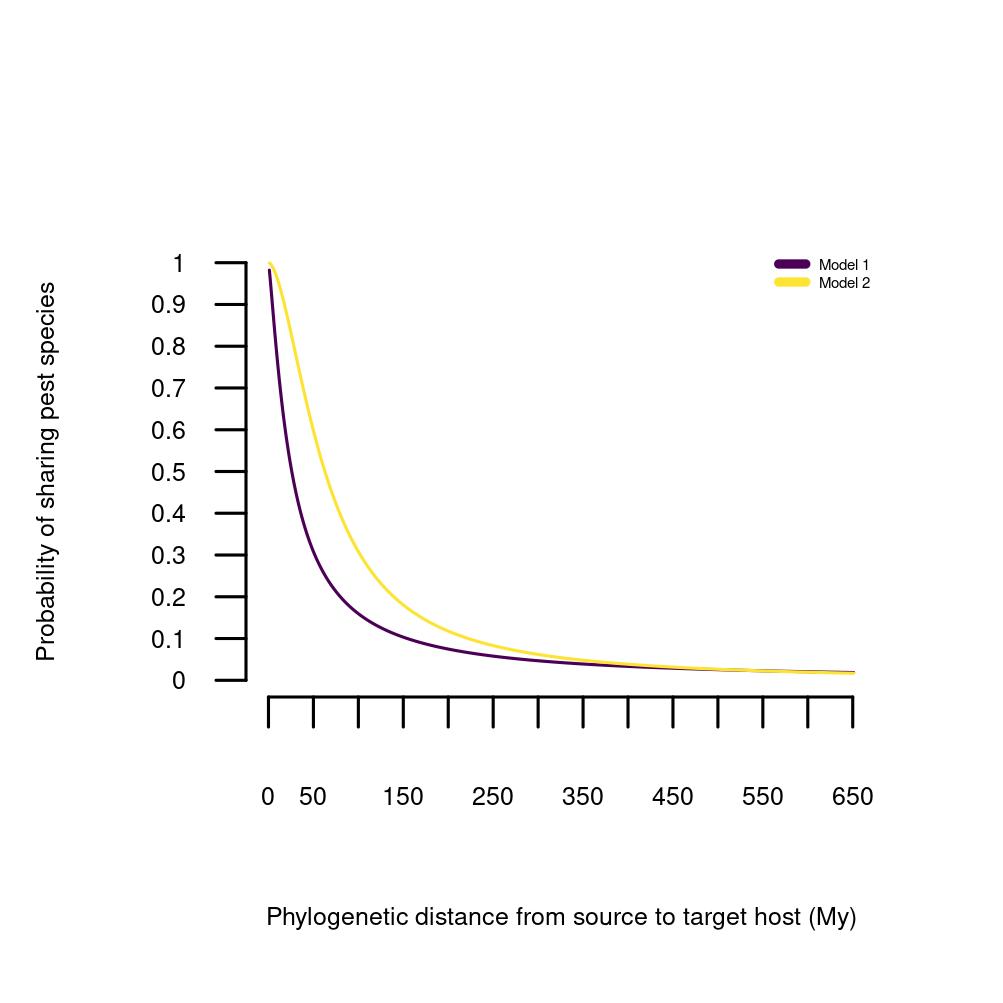 Model 1
Model 2
Probability of sharing pest species
1
0.9
0.8
0.7
0.6
0.5
0.4
0.3
0.2
0.1
0
0 50 150 250 350 450 550 650
Phylogenetic distance from source to target host (My)